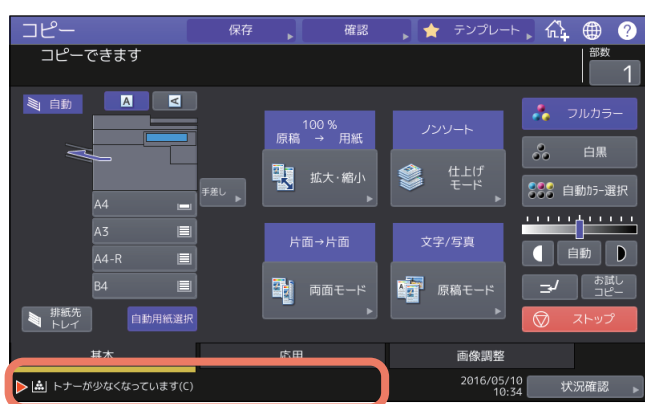 コピー
保存
確認
テンプレート
?
コピーできます
部数
1
自動
A
A
100 %
原稿 → 用紙
ノンソート
フルカラー
拡大・縮小
仕上げ
モード
白黒
手差し
自動ｶﾗｰ選択
A4
A3
A4-R
B4
片面→片面
文字/写真
自動
両面モード
原稿モード
お試し
コピー
排紙先
トレイ
自動用紙選択
ストップ
基本
応用
画像調整
トナーが少なくなっています(C)
2016/05/10
10:34
状況確認